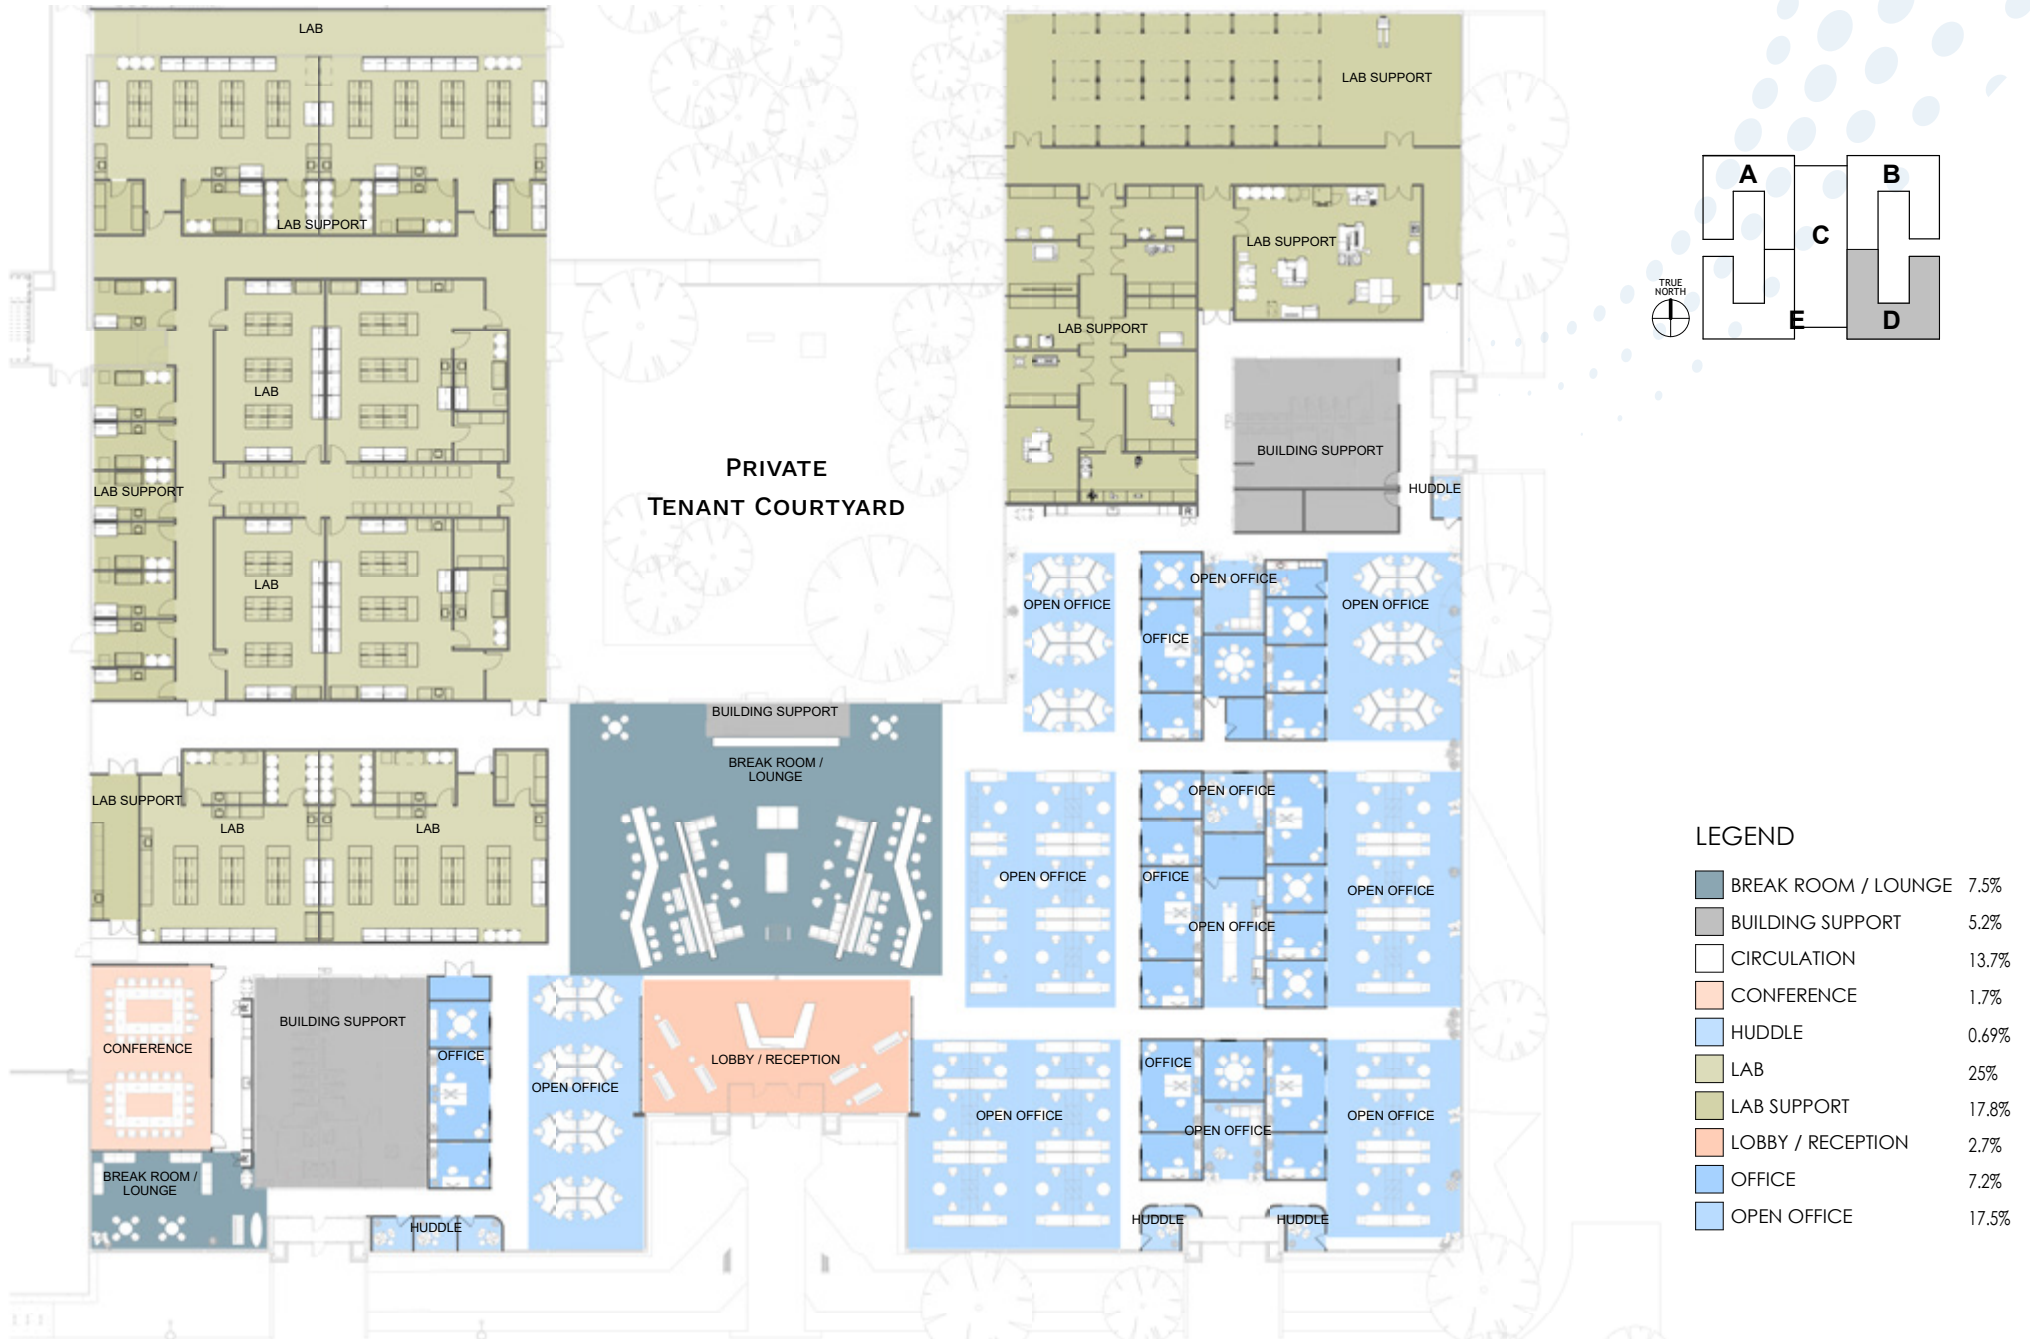 LAB
LAB SUPPORT
LAB SUPPORT
LAB SUPPORT
LAB SUPPORT
LAB
LAB SUPPORT
LAB
PRIVATE
TENANT COURTYARD
BUILDING SUPPORT
HUDDLE
OPEN OFFICE
OPEN OFFICE
OPEN OFFICE
OFFICE
BUILDING SUPPORT
BREAK ROOM /
LOUNGE
LAB SUPPORT
LAB
LAB
OPEN OFFICE
OPEN OFFICE
OFFICE
OPEN OFFICE
OPEN OFFICE
CONFERENCE
BUILDING SUPPORT
OFFICE
OPEN OFFICE
LOBBY / RECEPTION
OFFICE
OPEN OFFICE
OPEN OFFICE
OPEN OFFICE
BREAK ROOM /
LOUNGE
HUDDLE
HUDDLE
HUDDLE
R
R
R
A
B
C
D
E
TRUE
NORTH
LEGEND
BREAK ROOM / LOUNGE 7.5%
BUILDING SUPPORT 5.2%
CIRCULATION 13.7%
CONFERENCE 1.7%
HUDDLE 0.69%
LAB 25%
LAB SUPPORT 17.8%
LOBBY / RECEPTION 2.7%
OFFICE 7.2%
OPEN OFFICE 17.5%